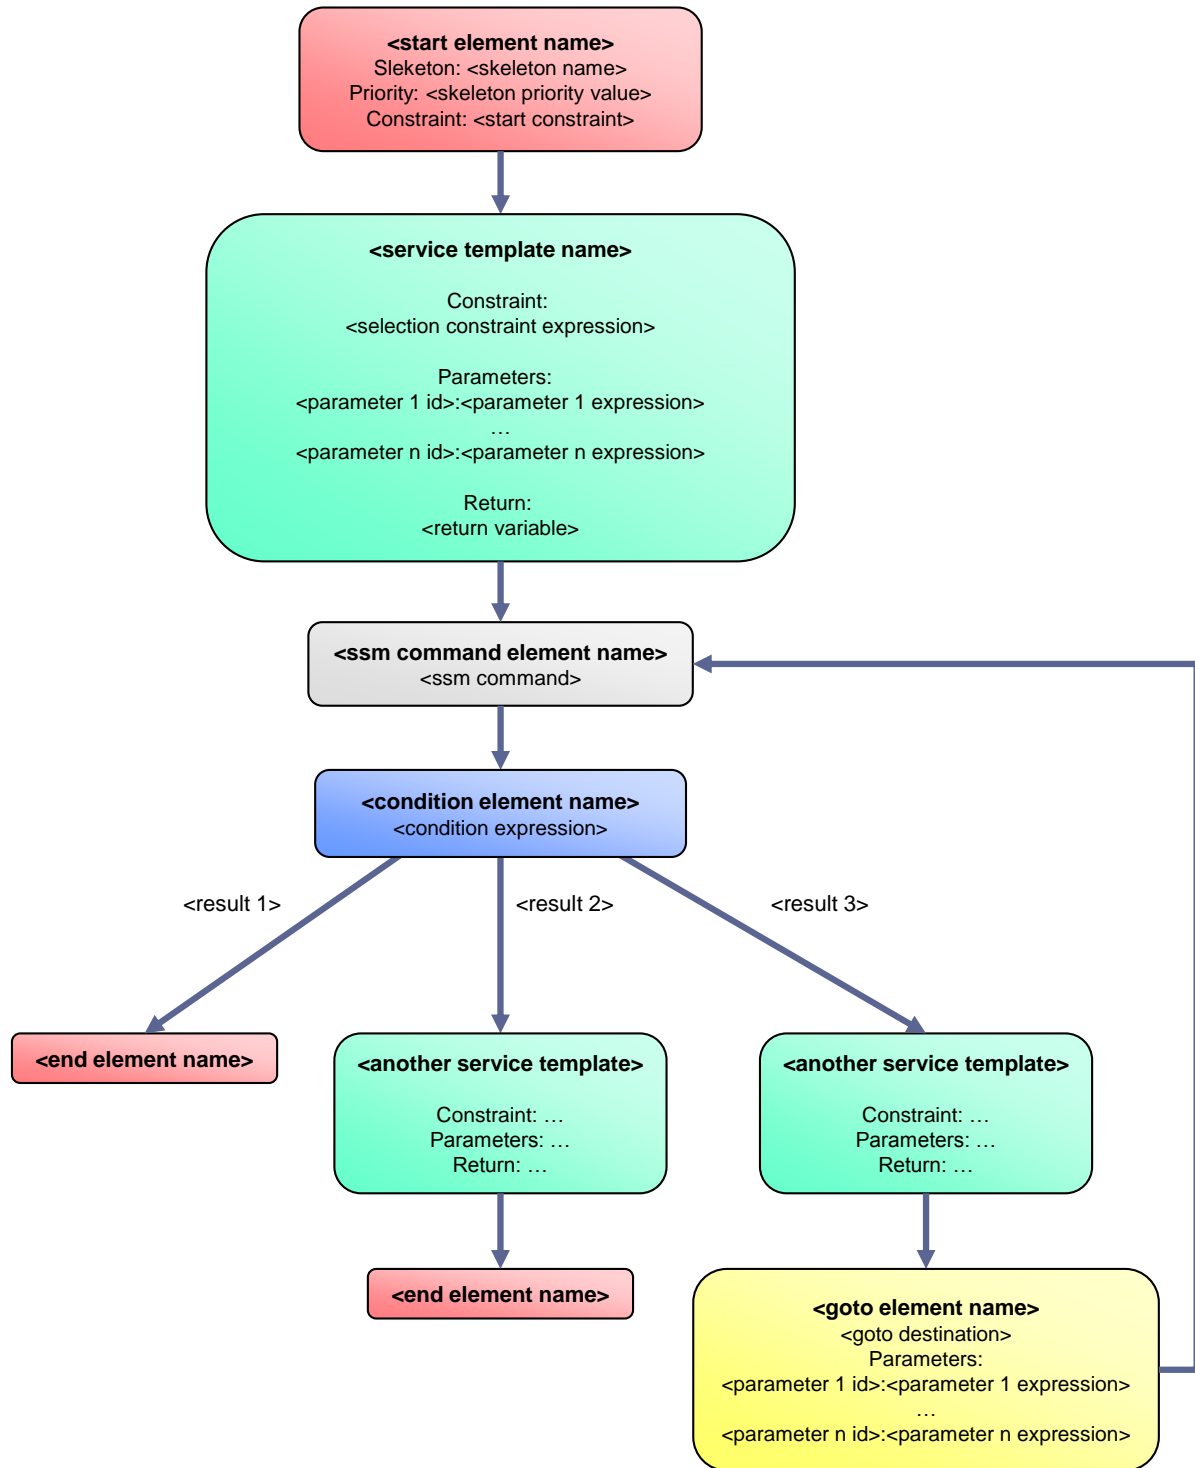 <start element name>
Sleketon: <skeleton name>
Priority: <skeleton priority value>
Constraint: <start constraint>
<service template name>
Constraint:
<selection constraint expression>
Parameters:
<parameter 1 id>:<parameter 1 expression>
…
<parameter n id>:<parameter n expression>
Return:
<return variable>
<ssm command element name>
<ssm command>
<condition element name>
<condition expression>
<result 1>
<result 2>
<result 3>
<end element name>
<another service template>
Constraint: …
Parameters: …
Return: …
<another service template>
Constraint: …
Parameters: …
Return: …
<end element name>
<goto element name>
<goto destination>
Parameters:
<parameter 1 id>:<parameter 1 expression>
…
<parameter n id>:<parameter n expression>